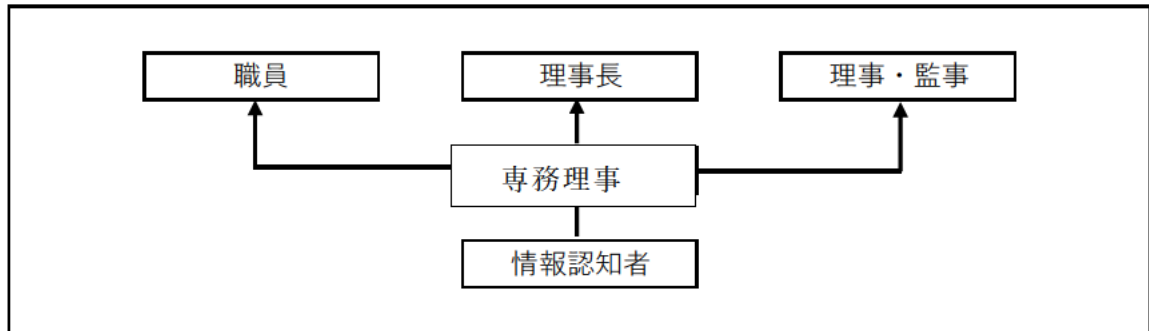 職員
理事長
理事・監事
専務理事
情報認知者